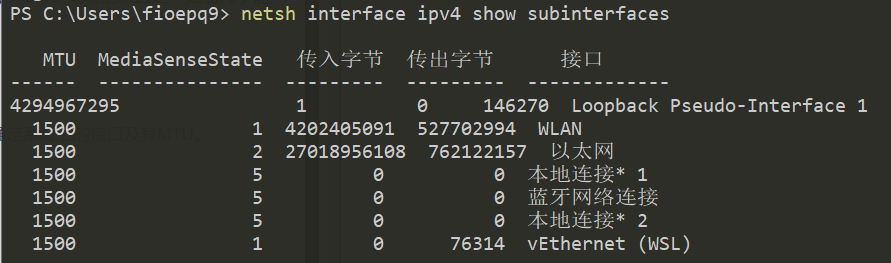 PS C:\Users\fioepq9> netsh interface ipv4 show subinterfaces
MTU  MediaSenseState  传入字节  传出字节  接口
------  ---------------  ---------  ---------  -------------
4294967295  1  0  146270  Loopback Pseudo-Interface 1
1500  1  4202405091  527702994  WLAN
1500  2  27018956108  762122157  以太网
1500  5  0  0  本地连接* 1
1500  5  0  0  蓝牙网络连接
1500  5  0  0  本地连接* 2
1500  1  0  76314  vEthernet (WSL)